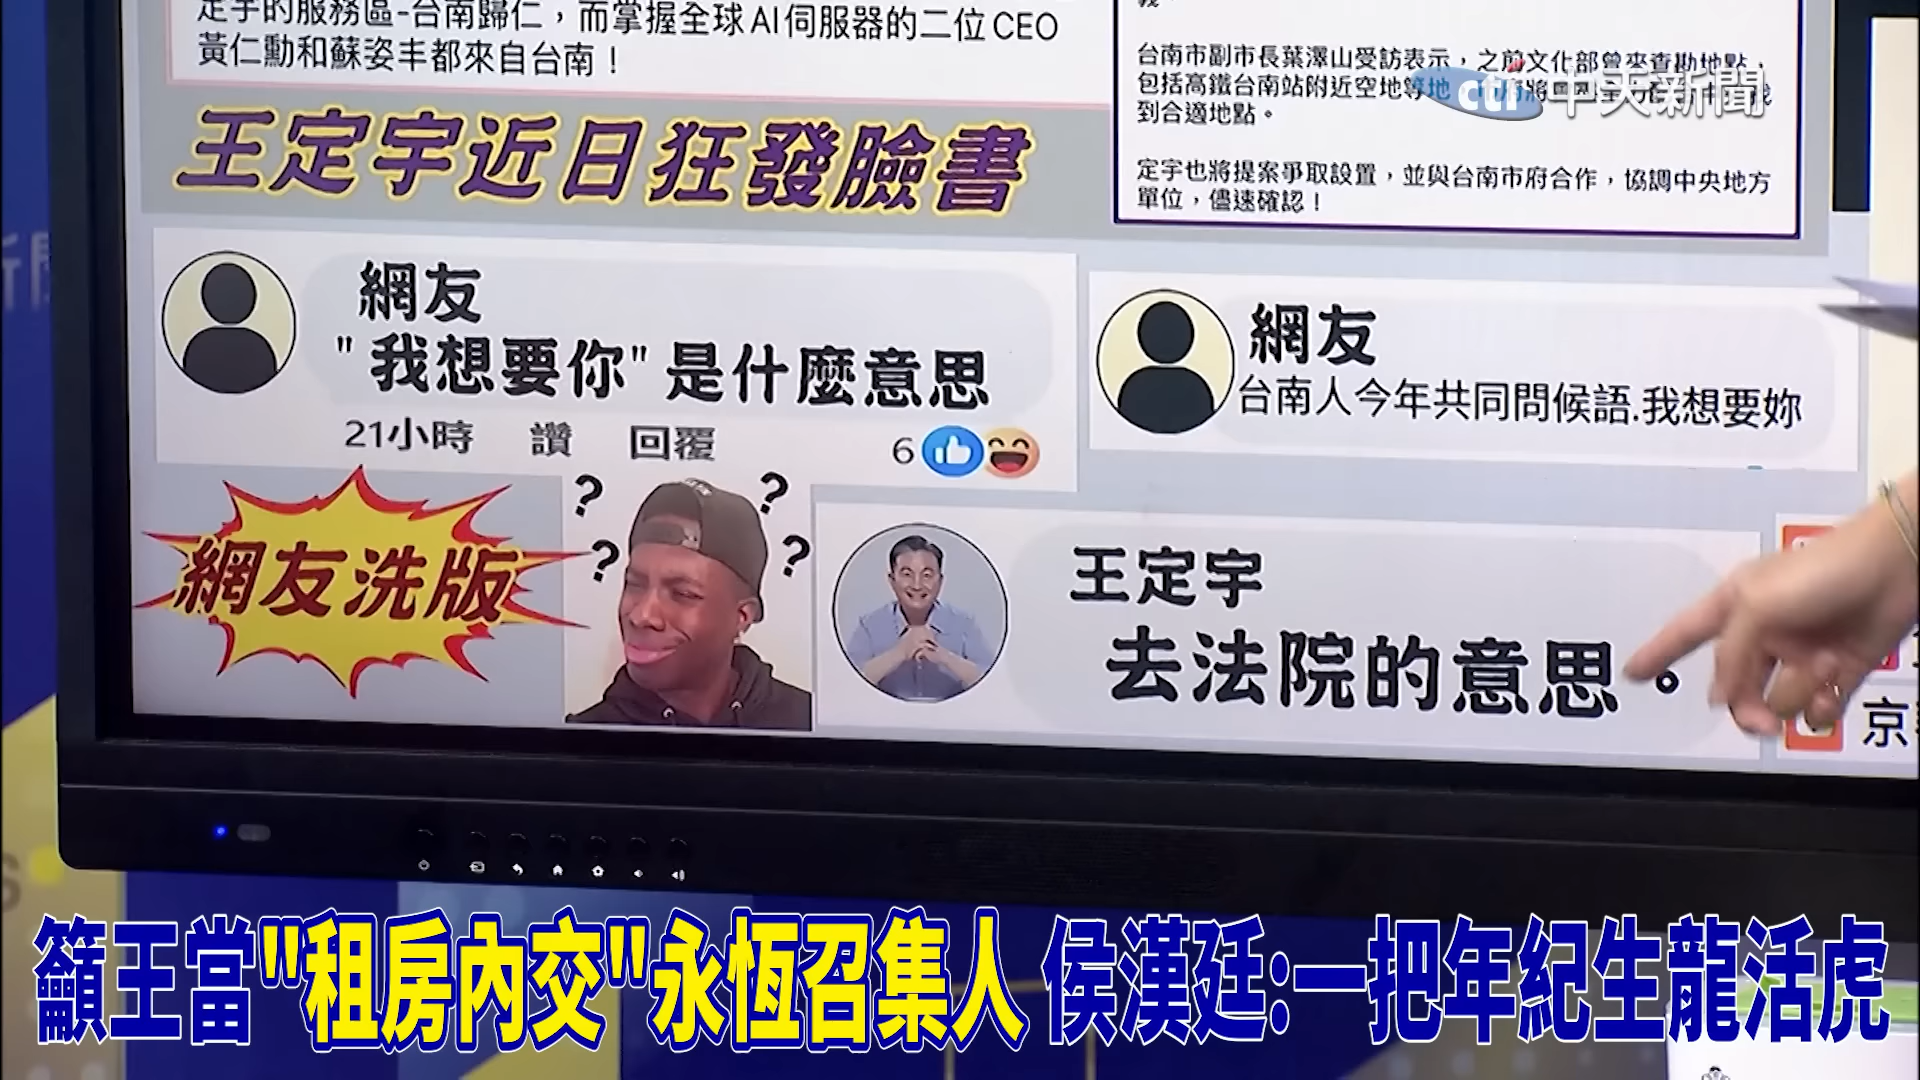 定宇的服務區-台南歸仁，而掌握全球AI伺服器的二位CEO
黃仁勳和蘇姿丰都來自台南！
台南市副市長葉澤山受訪表示，之前文化部曾來查勘地點，
包括高鐵台南站附近空地等地，
到合適地點。
定宇也將提案爭取設置，並與台南市府合作，協調中央地方
單位，儘速確認！
cti 中天新聞
王定宇近日狂發臉書
網友
"我想要你"是什麼意思
21小時 讚 回覆 6
網友
台南人今年共同問候語.我想要妳
網友洗版
? ? ? ?
王定宇
去法院的意思。
京
籲王當"租房內交"永恆召集人 侯漢廷:一把年紀生龍活虎